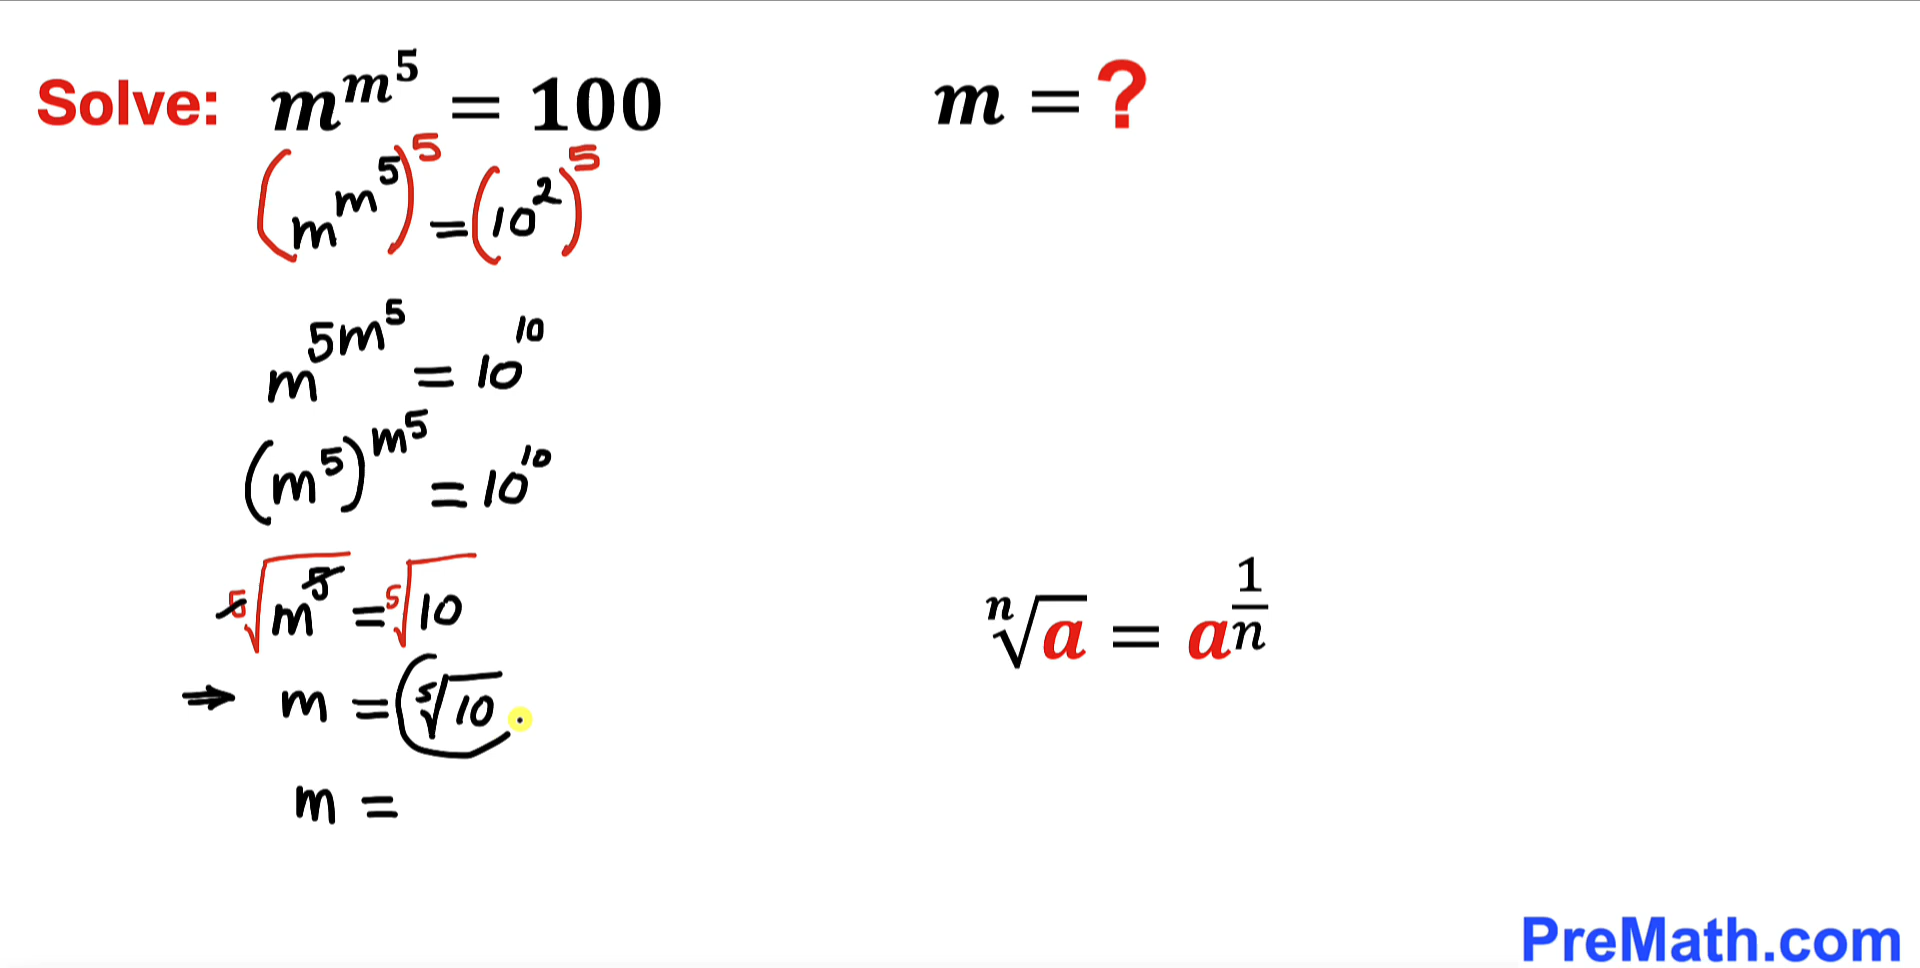 Solve: m^{m^5} = 100
m = ?
(m^{m^5})^5 = (10^2)^5
m^{5m^5} = 10^{10}
(m^5)^{m^5} = 10^{10}
⁵√m^5 = ⁵√10
ⁿ√a = a^{1/n}
⇒ m = ⁵√10
m =
PreMath.com